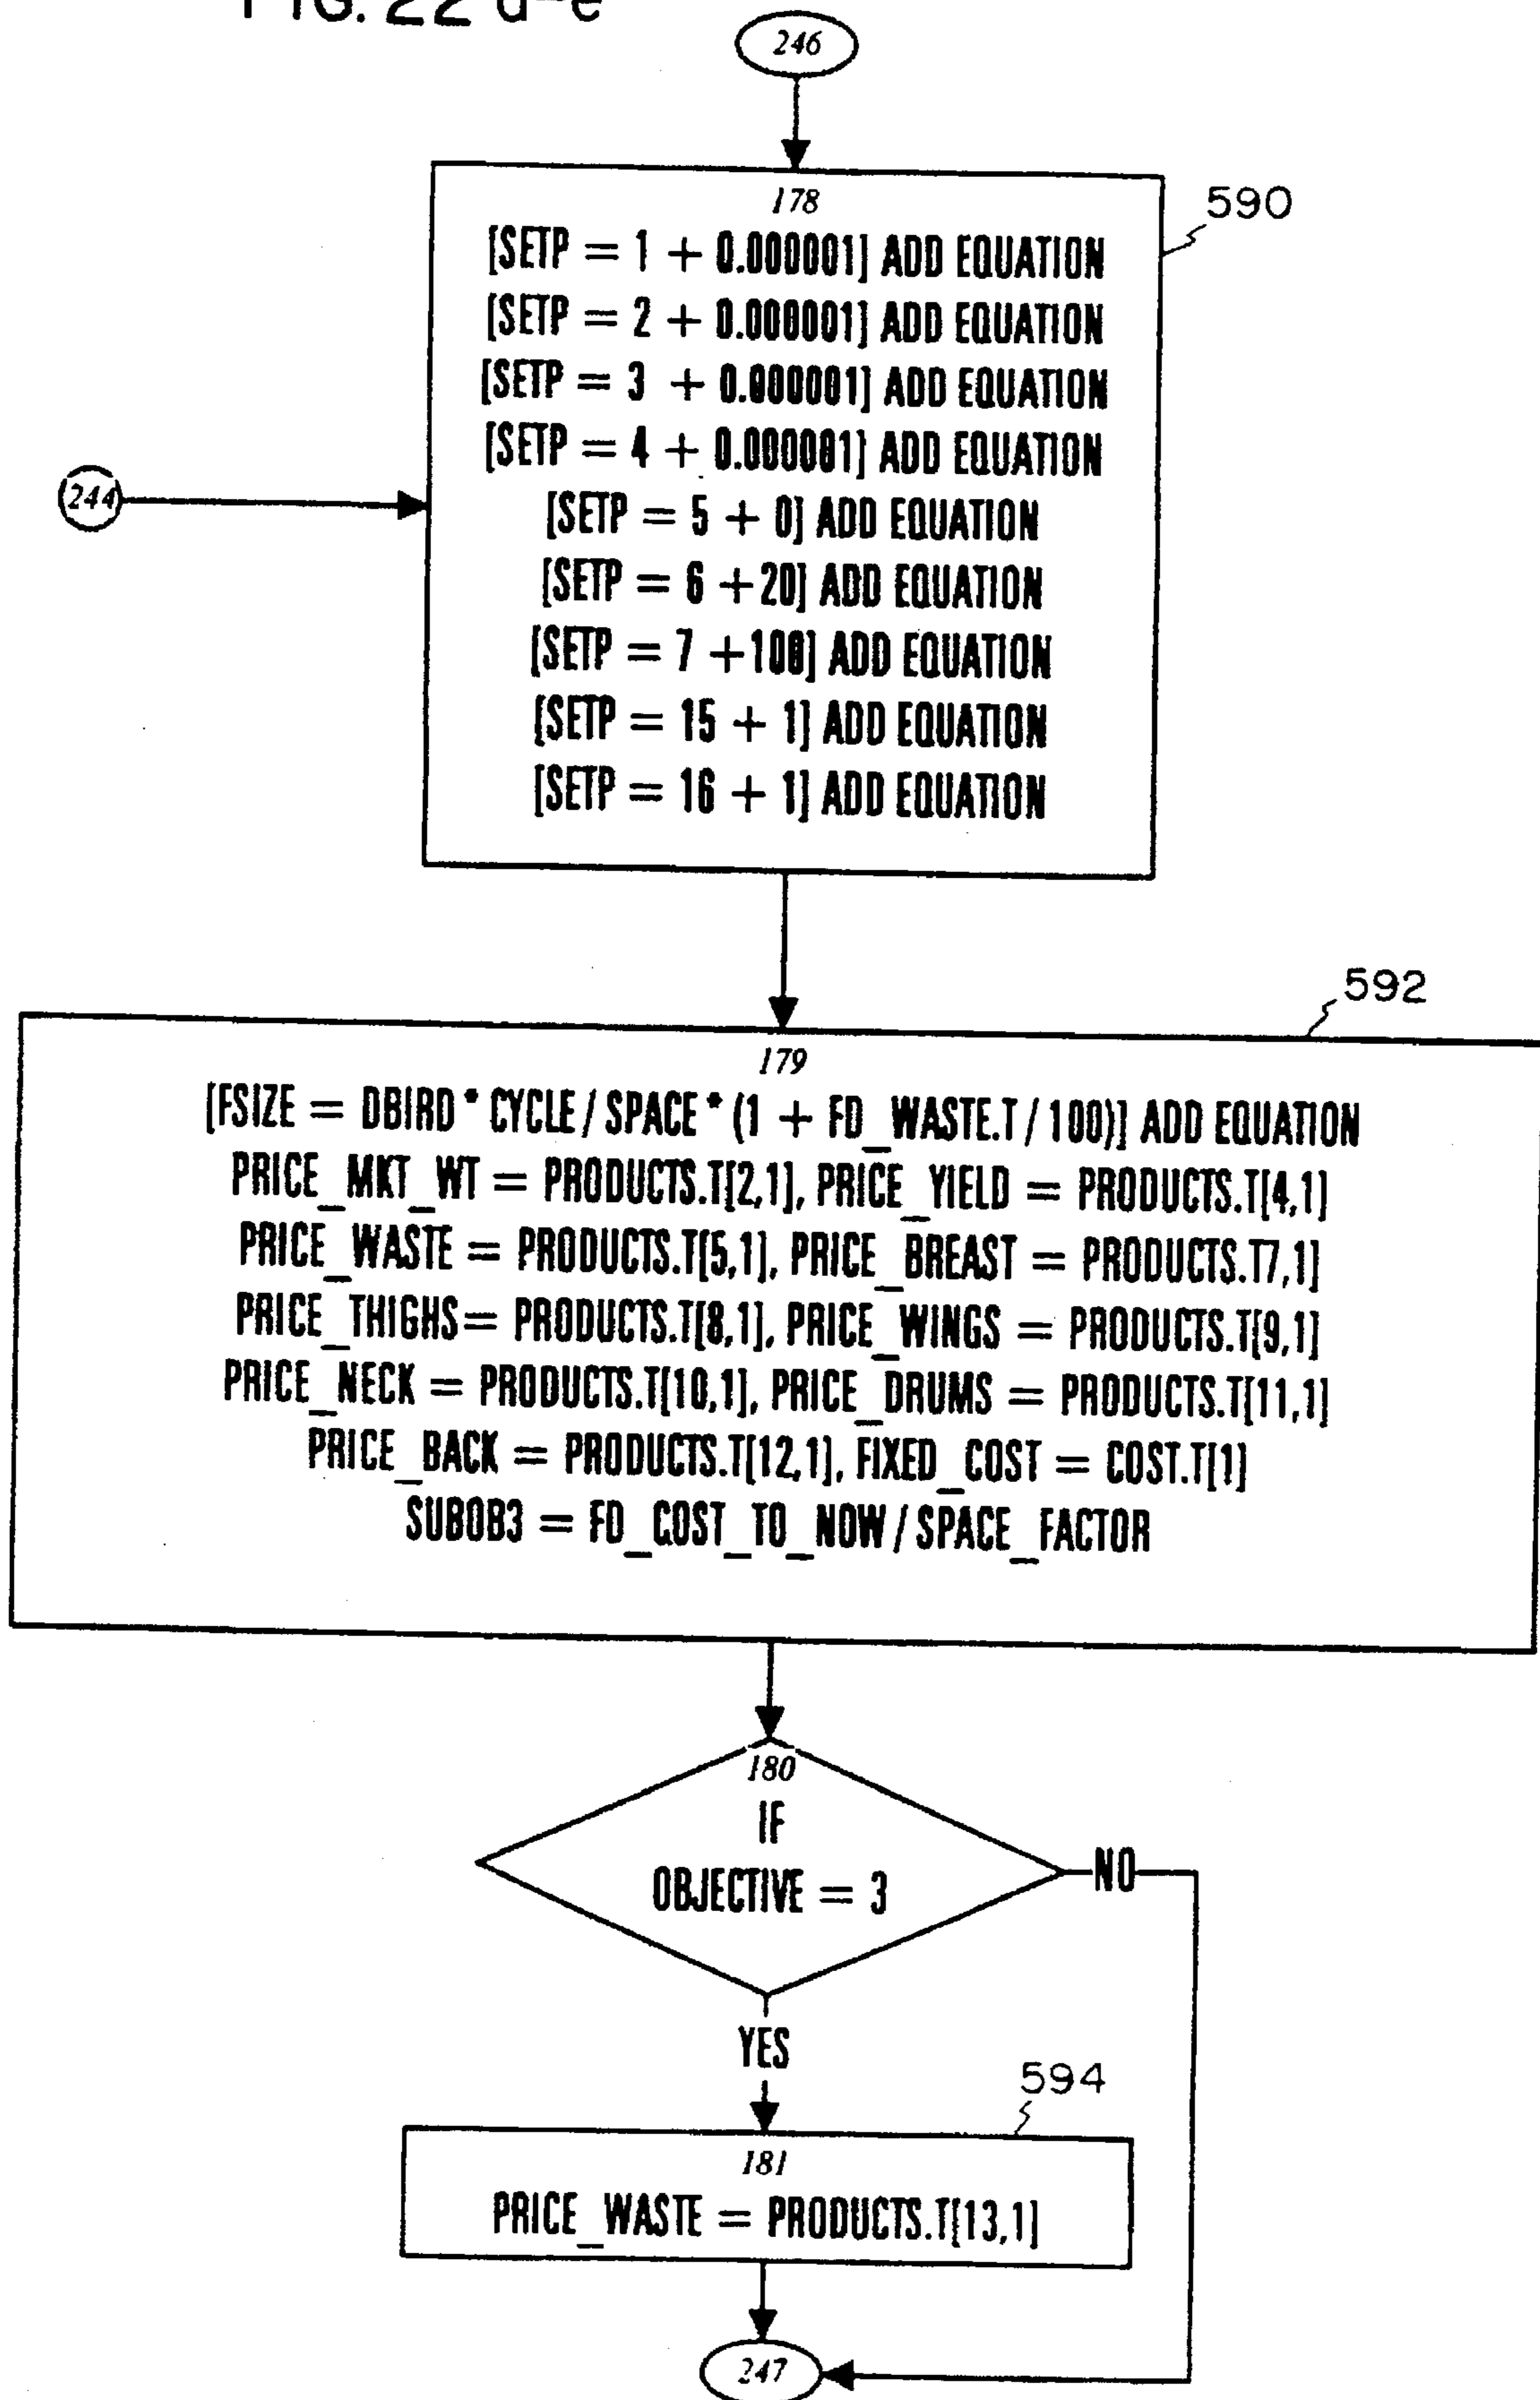 FIG. 22 d-e
246
178
590
[SETP = 1 + 0.000001] ADD EQUATION
[SETP = 2 + 0.000001] ADD EQUATION
[SETP = 3 + 0.000001] ADD EQUATION
[SETP = 4 + 0.000001] ADD EQUATION
244
[SETP = 5 + 0] ADD EQUATION
[SETP = 6 +20] ADD EQUATION
[SETP = 7 +100] ADD EQUATION
[SETP = 15 + 1] ADD EQUATION
[SETP = 16 + 1] ADD EQUATION
592
179
[FSIZE = DBIRD * CYCLE / SPACE * (1 + FD_WASTE.T / 100)] ADD EQUATION
PRICE_MKT_WT = PRODUCTS.T[2,1], PRICE_YIELD = PRODUCTS.T[4,1]
PRICE_WASTE = PRODUCTS.T[5,1], PRICE_BREAST = PRODUCTS.T7,1]
PRICE_THIGHS = PRODUCTS.T[8,1], PRICE_WINGS = PRODUCTS.T[9,1]
PRICE_NECK = PRODUCTS.T[10,1], PRICE_DRUMS = PRODUCTS.T[11,1]
PRICE_BACK = PRODUCTS.T[12,1], FIXED_COST = COST.T[1]
SUBOB3 = FD_COST_TO_NOW / SPACE_FACTOR
180
IF
OBJECTIVE = 3
NO
YES
594
181
PRICE_WASTE = PRODUCTS.T[13,1]
247